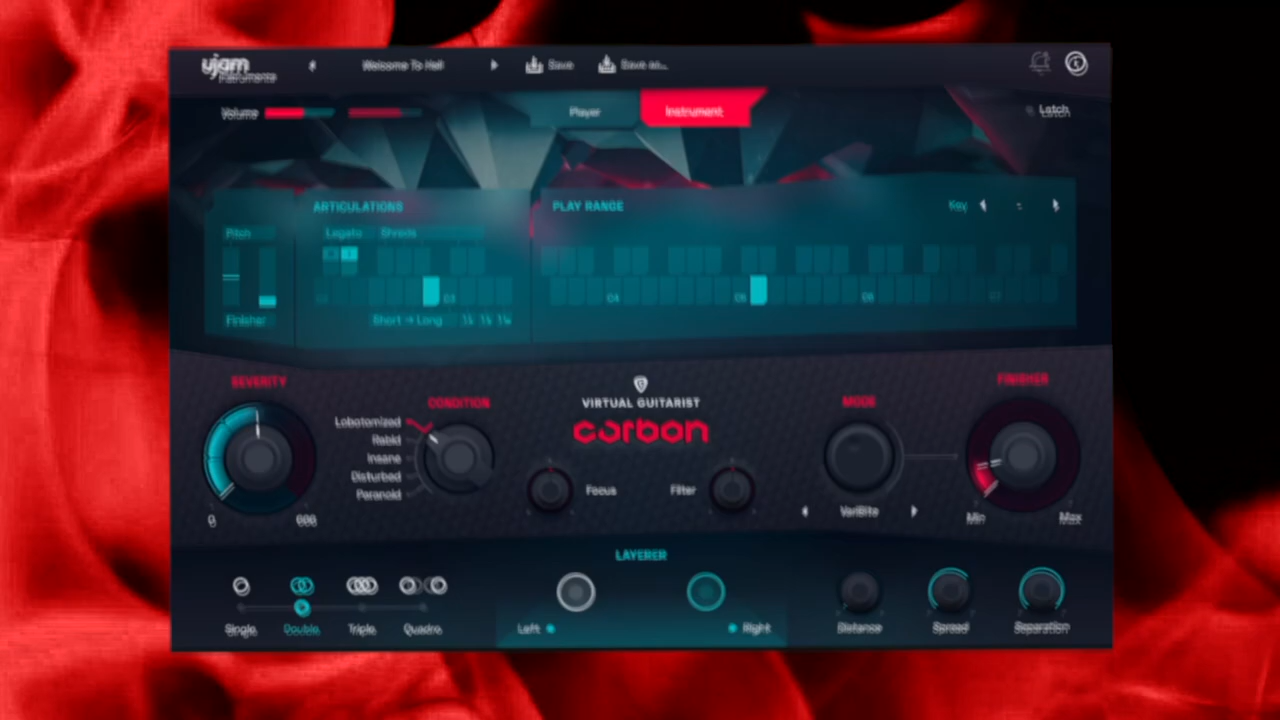 ujam
instruments
Welcome To Hell
Save
Save as...
Volume
Player
Instrument
Latch
ARTICULATIONS
PLAY RANGE
Key
Pitch
Legato
Shreds
C3
C4
C5
C6
C7
Finisher
Short → Long
SEVERITY
CONDITION
VIRTUAL GUITARIST
carbon
MODE
FINISHER
Lobotomized
Rabid
Insane
Disturbed
Paranoid
Focus
Filter
0
666
VariBite
Min
Max
LAYERER
Single
Double
Triple
Quadro
Left
Right
Distance
Spread
Separation